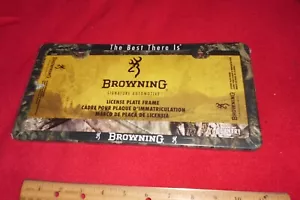 The Best There Is
BROWNING
SIGNATURE AUTOMOTIVE
LICENSE PLATE FRAME
CADRE POUR PLAQUE D'IMMATRICULATION
MARCO DE PLACA DE LICENSIA
BROWNING